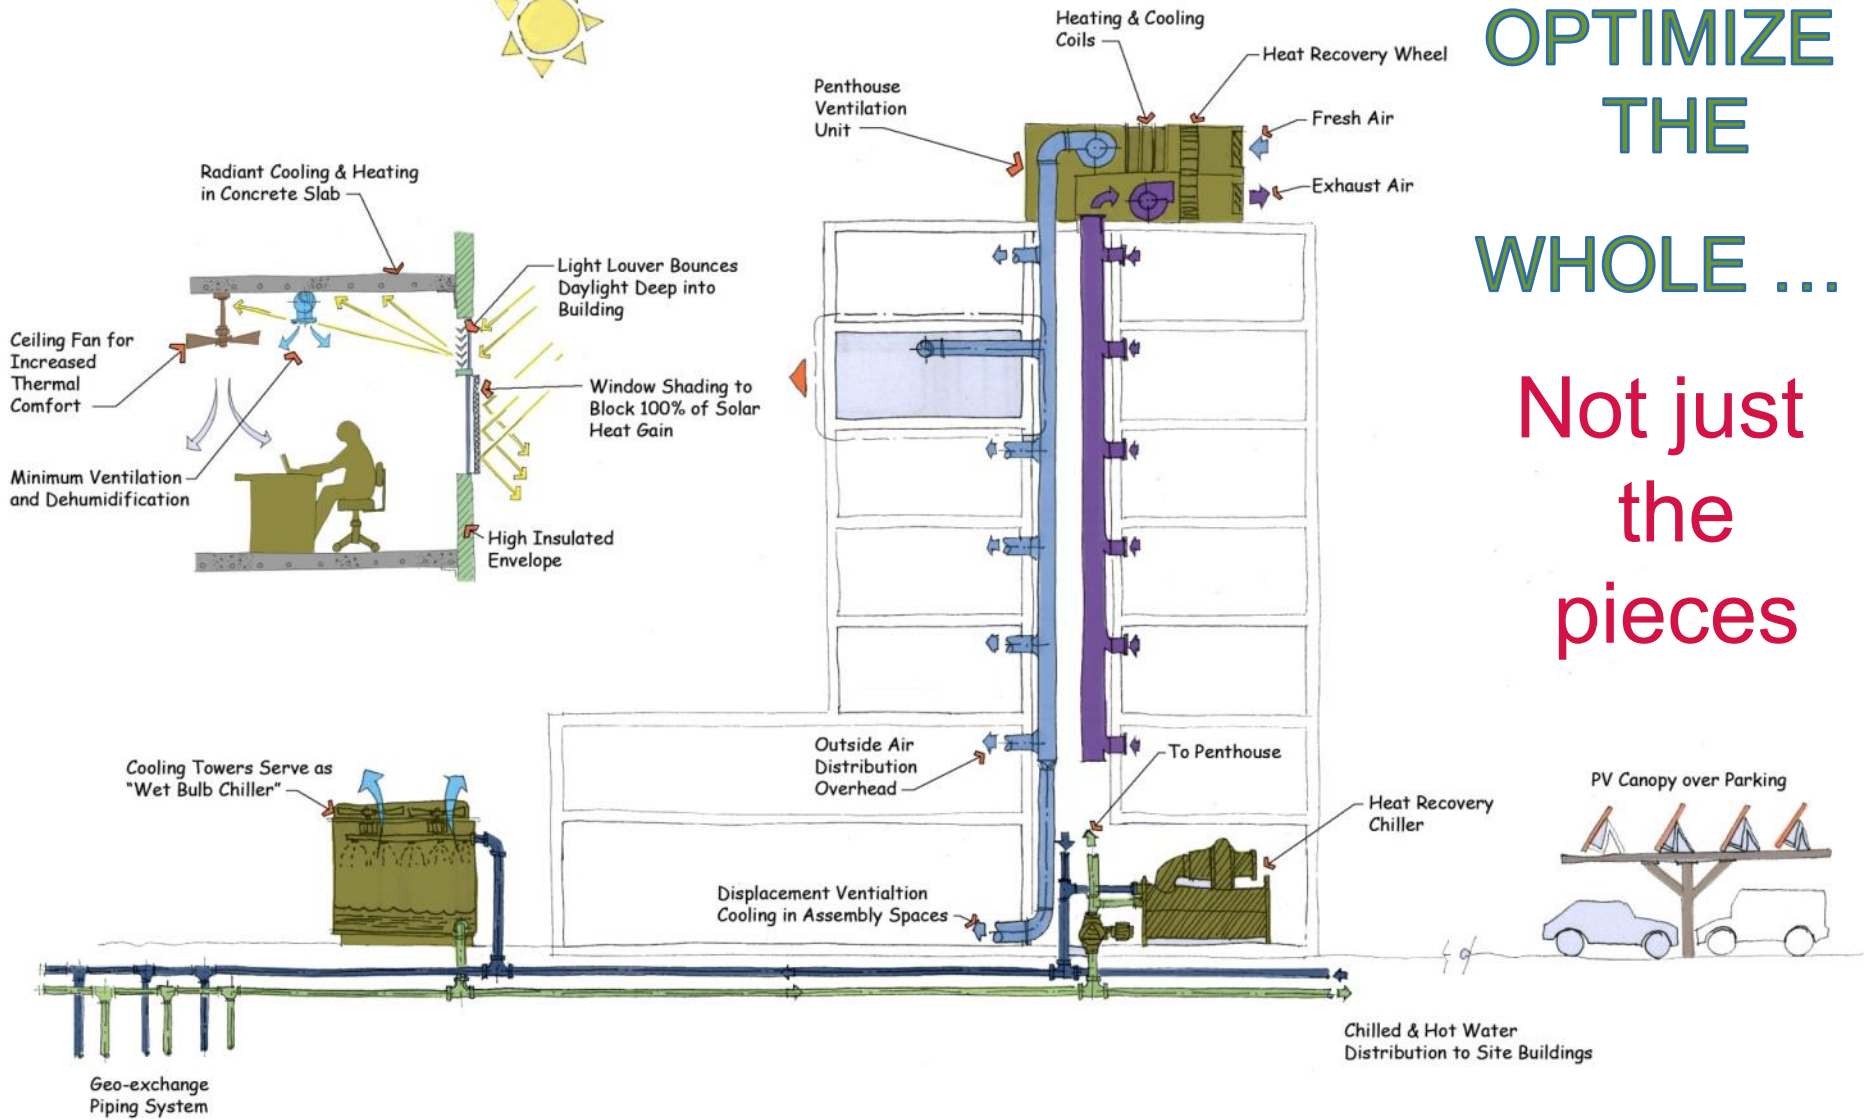 OPTIMIZE
THE
WHOLE ...
Not just
the
pieces
Heating & Cooling
Coils
Heat Recovery Wheel
Penthouse
Ventilation
Unit
Fresh Air
Exhaust Air
Radiant Cooling & Heating
in Concrete Slab
Light Louver Bounces
Daylight Deep into
Building
Ceiling Fan for
Increased
Thermal
Comfort
Window Shading to
Block 100% of Solar
Heat Gain
Minimum Ventilation
and Dehumidification
High Insulated
Envelope
Outside Air
Distribution
Overhead
To Penthouse
Cooling Towers Serve as
"Wet Bulb Chiller"
Heat Recovery
Chiller
PV Canopy over Parking
Displacement Ventialtion
Cooling in Assembly Spaces
Chilled & Hot Water
Distribution to Site Buildings
Geo-exchange
Piping System